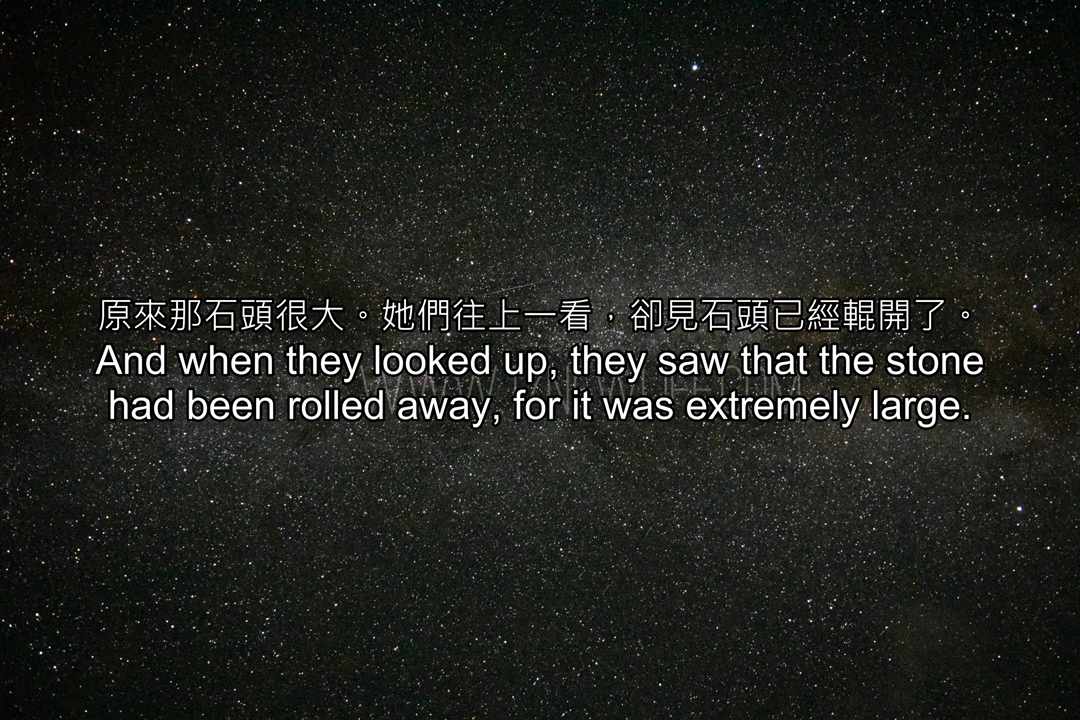 原來那石頭很大。她們往上一看，卻見石頭已經輥開了。
And when they looked up, they saw that the stone
had been rolled away, for it was extremely large.